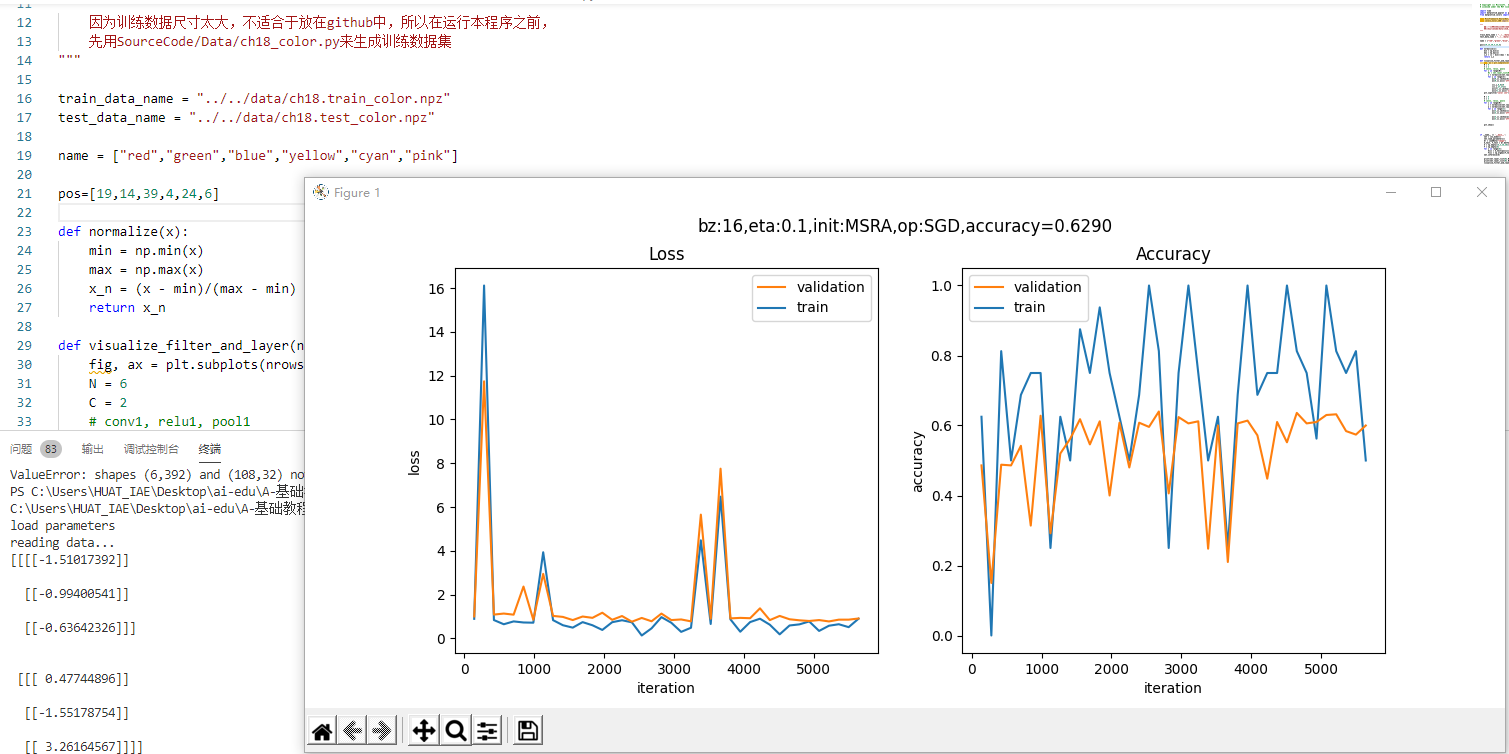 11
12 因为训练数据尺寸太大，不适合于放在github中，所以在运行本程序之前，
13 先用SourceCode/Data/ch18_color.py来生成训练数据集
14 """
15
16 train_data_name = "../../data/ch18.train_color.npz"
17 test_data_name = "../../data/ch18.test_color.npz"
18
19 name = ["red","green","blue","yellow","cyan","pink"]
20
21 pos=[19,14,39,4,24,6]
22
23 def normalize(x):
24 min = np.min(x)
25 max = np.max(x)
26 x_n = (x - min)/(max - min)
27 return x_n
28
29 def visualize_filter_and_layer(n
30 fig, ax = plt.subplots(nrows
31 N = 6
32 C = 2
33 # conv1, relu1, pool1
问题 83 输出 调试控制台 终端
ValueError: shapes (6,392) and (108,32) no
PS C:\Users\HUAT_IAE\Desktop\ai-edu\A-基础
C:\Users\HUAT_IAE\Desktop\ai-edu\A-基础教程
load parameters
reading data...
[[[[-1.51017392]]
[[-0.99400541]]
[[-0.63642326]]]
[[[ 0.47744896]]
[[-1.55178754]]
[[ 3.26164567]]]]
Figure 1
bz:16,eta:0.1,init:MSRA,op:SGD,accuracy=0.6290
Loss
validation
train
16
14
12
10
8
6
4
2
0
loss
0 1000 2000 3000 4000 5000
iteration
Accuracy
validation
train
1.0
0.8
0.6
0.4
0.2
0.0
accuracy
0 1000 2000 3000 4000 5000
iteration